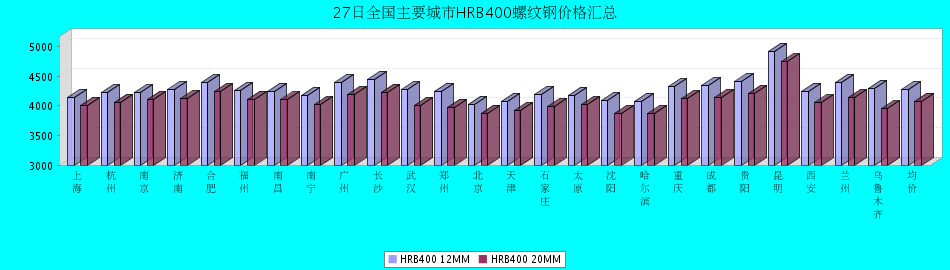 27日全国主要城市HRB400螺纹钢价格汇总
5000
4500
4000
3500
3000
上海 杭州 南京 济南 合肥 福州 南昌 南宁 广州 长沙 武汉 郑州 北京 天津 石家庄 太原 沈阳 哈尔滨 重庆 成都 贵阳 昆明 西安 兰州 乌鲁木齐 均价
HRB400 12MM HRB400 20MM